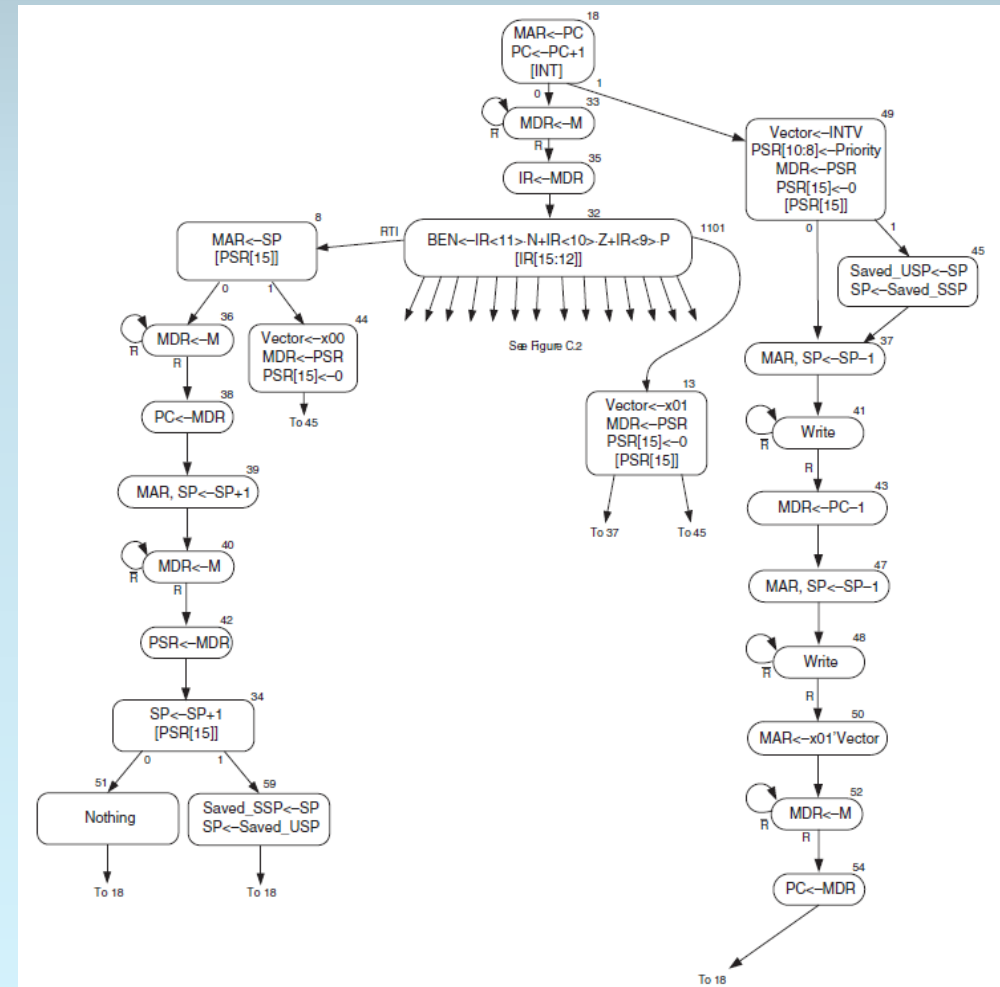 18
MAR<–PC
PC<–PC+1
[INT]
0
1
33
MDR<–M
R̅
R
35
IR<–MDR
32
BEN<–IR<11>·N+IR<10>·Z+IR<9>·P
[IR[15:12]]
RTI
1101
See Figure C.2
8
MAR<–SP
[PSR[15]]
0
1
36
MDR<–M
R̅
R
44
Vector<–x00
MDR<–PSR
PSR[15]<–0
To 45
38
PC<–MDR
39
MAR, SP<–SP+1
40
MDR<–M
R̅
R
42
PSR<–MDR
34
SP<–SP+1
[PSR[15]]
0
1
51
Nothing
To 18
59
Saved_SSP<–SP
SP<–Saved_USP
To 18
13
Vector<–x01
MDR<–PSR
PSR[15]<–0
[PSR[15]]
To 37
To 45
49
Vector<–INTV
PSR[10:8]<–Priority
MDR<–PSR
PSR[15]<–0
[PSR[15]]
0
1
45
Saved_USP<–SP
SP<–Saved_SSP
37
MAR, SP<–SP–1
41
Write
R̅
R
43
MDR<–PC–1
47
MAR, SP<–SP–1
48
Write
R̅
R
50
MAR<–x01'Vector
52
MDR<–M
R̅
R
54
PC<–MDR
To 18